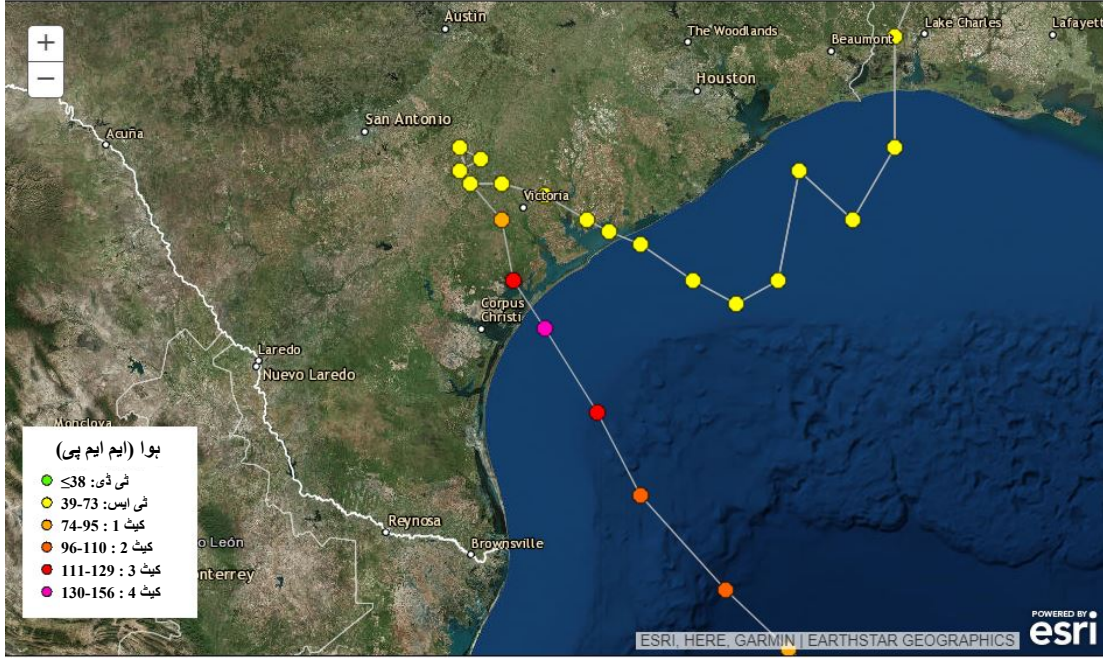 +
−
Austin
Lake Charles
Lafayett
The Woodlands
Beaumont
Houston
San Antonio
Acuña
Victoria
Corpus
Christi
Laredo
Nuevo Laredo
Monclova
ہوا (ایم ایم پی)
ٹی ڈی: 38≥
ٹی ایس: 73-39
کیٹ 1 : 95-74
کیٹ 2 : 110-96
کیٹ 3 : 129-111
کیٹ 4 : 156-130
Reynosa
Brownsville
o León
onterrey
ESRI, HERE, GARMIN | EARTHSTAR GEOGRAPHICS
POWERED BY
esri